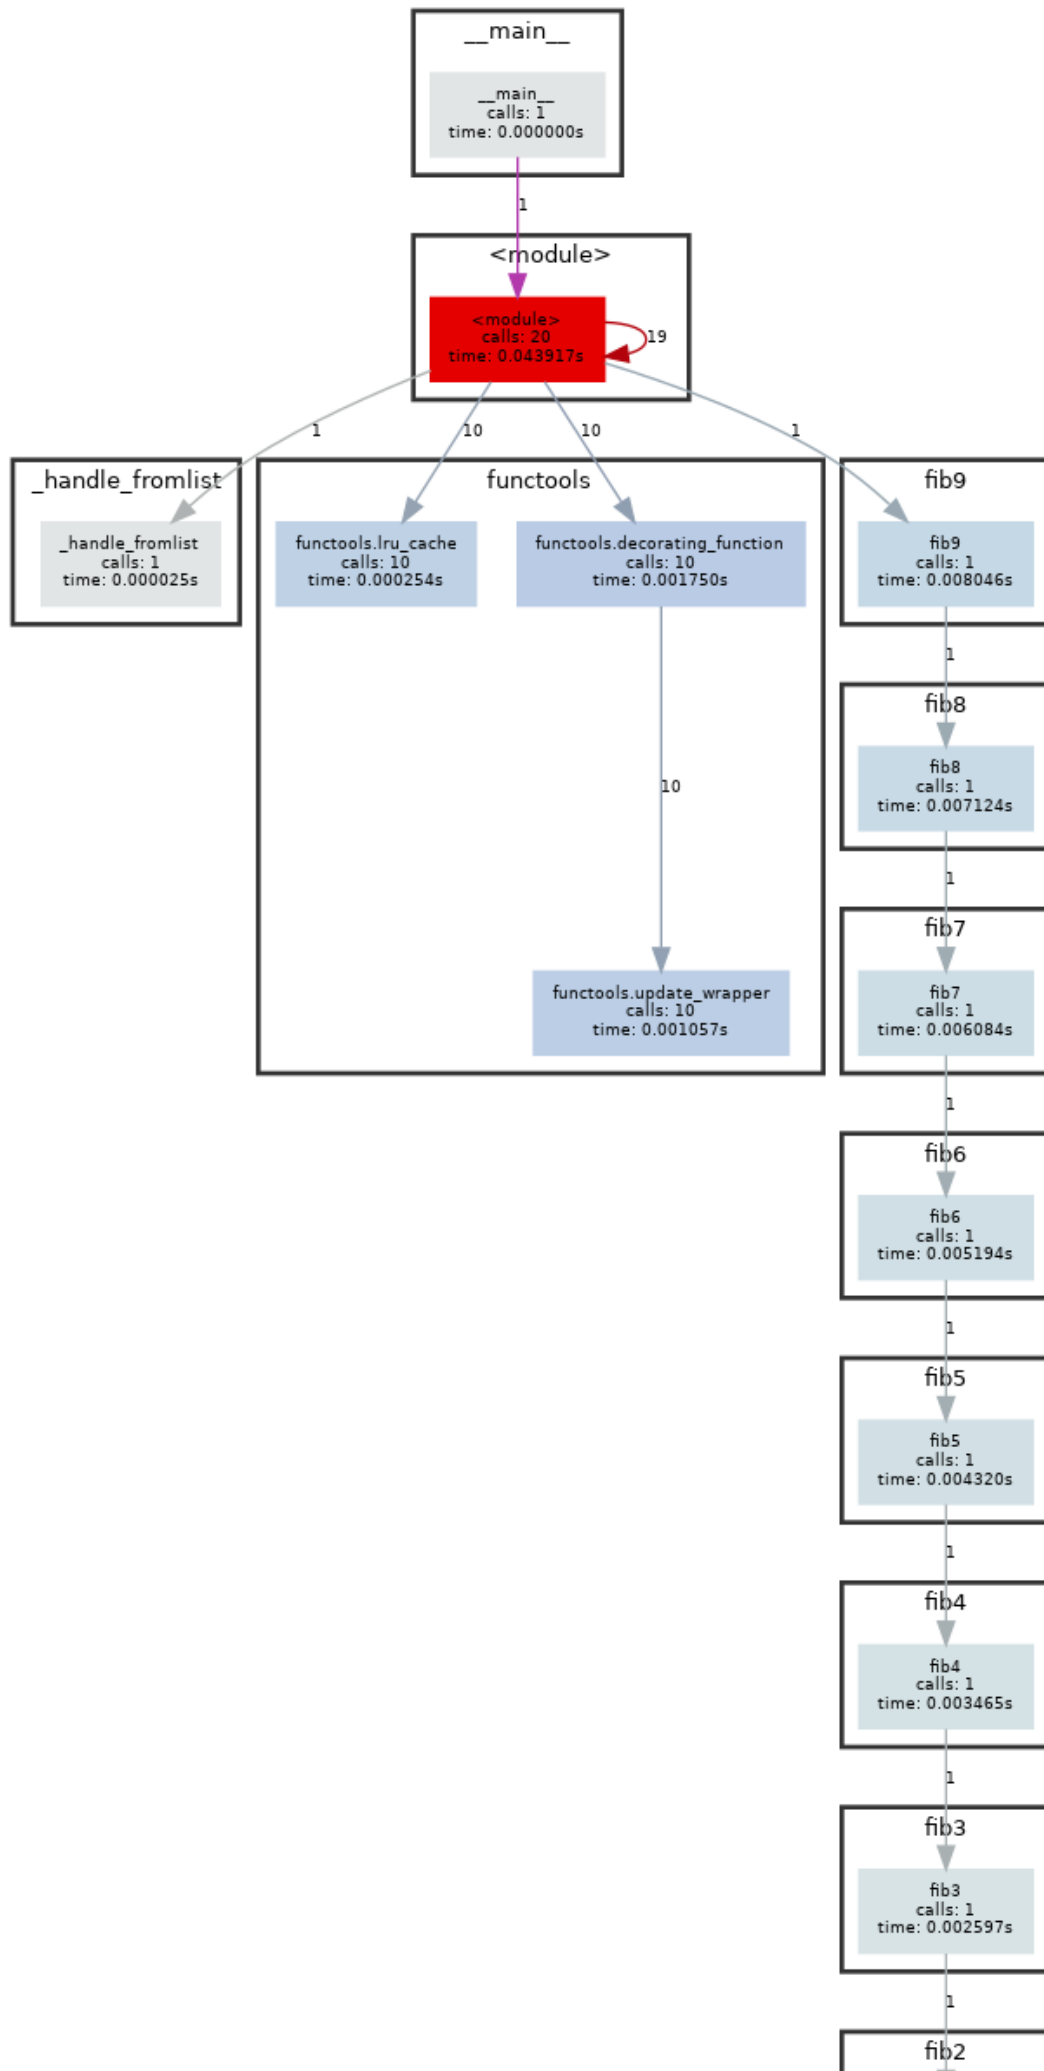 __main__
__main__
calls: 1
time: 0.000000s
1
<module>
<module>
calls: 20
time: 0.043917s
19
1
10
10
1
_handle_fromlist
_handle_fromlist
calls: 1
time: 0.000025s
functools
functools.lru_cache
calls: 10
time: 0.000254s
functools.decorating_function
calls: 10
time: 0.001750s
10
functools.update_wrapper
calls: 10
time: 0.001057s
fib9
fib9
calls: 1
time: 0.008046s
1
fib8
fib8
calls: 1
time: 0.007124s
1
fib7
fib7
calls: 1
time: 0.006084s
1
fib6
fib6
calls: 1
time: 0.005194s
1
fib5
fib5
calls: 1
time: 0.004320s
1
fib4
fib4
calls: 1
time: 0.003465s
1
fib3
fib3
calls: 1
time: 0.002597s
1
fib2